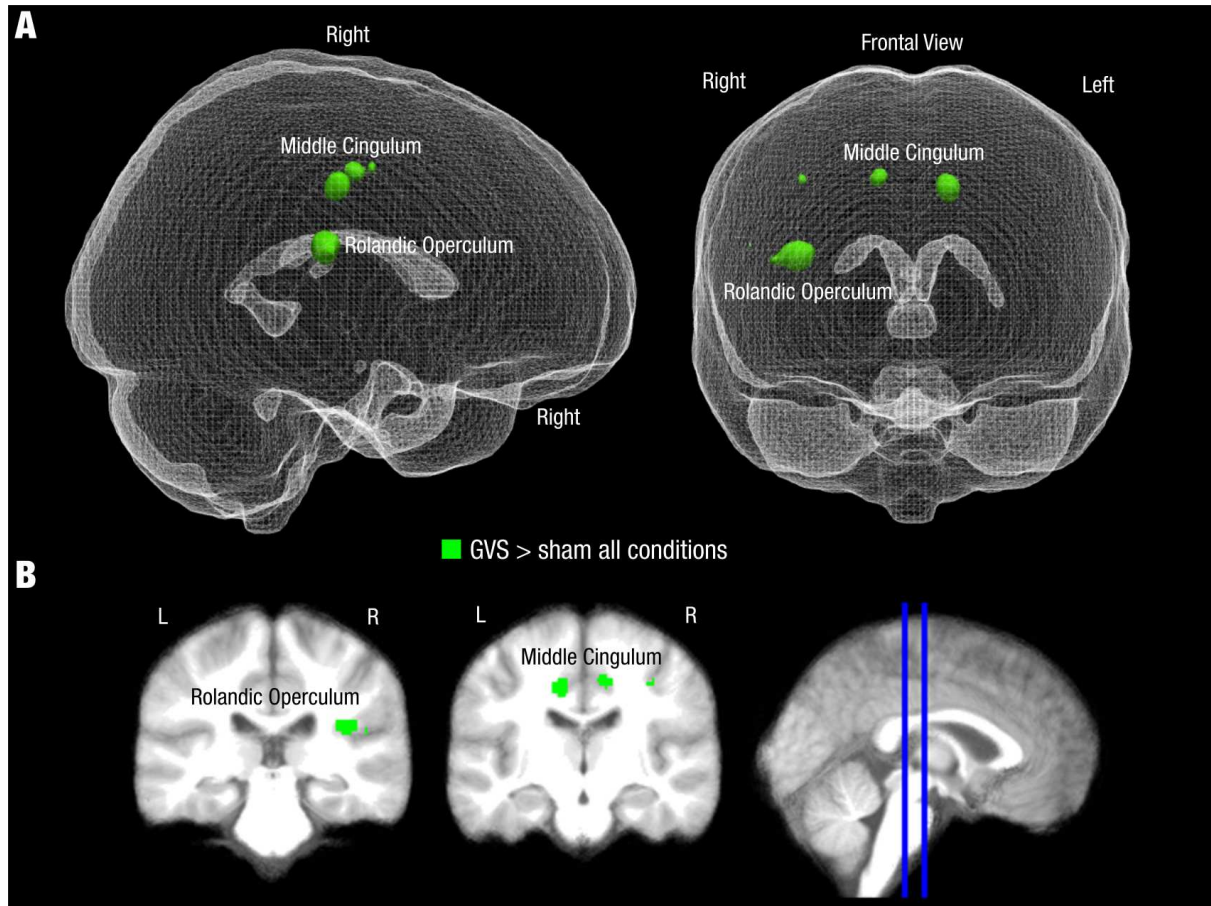 A
Right
Frontal View
Right
Left
Middle Cingulum
Middle Cingulum
Rolandic Operculum
Rolandic Operculum
Right
GVS > sham all conditions
B
L
R
L
R
Middle Cingulum
Rolandic Operculum